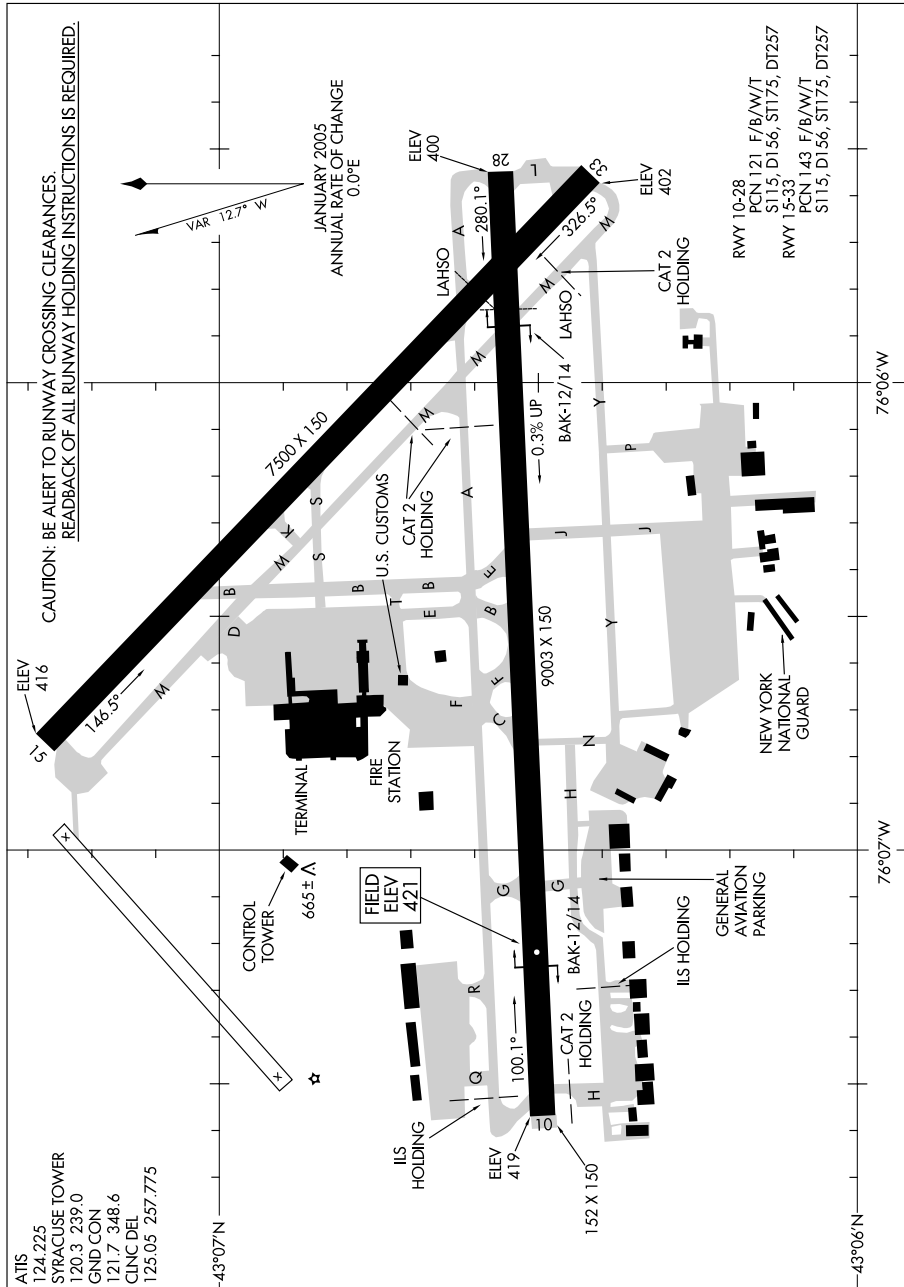 ATIS
124.225
SYRACUSE TOWER
120.3 239.0
GND CON
121.7 348.6
CLNC DEL
125.05 257.775
CAUTION: BE ALERT TO RUNWAY CROSSING CLEARANCES.
READBACK OF ALL RUNWAY HOLDING INSTRUCTIONS IS REQUIRED.
VAR 12.7° W
JANUARY 2005
ANNUAL RATE OF CHANGE
0.0°E
ELEV
416
15
146.5°
M
x
x
43°07'N
D
B
K
M
S
S
7500 X 150
CONTROL
TOWER
665±
TERMINAL
FIRE
STATION
U.S. CUSTOMS
B
T
E
B
CAT 2
HOLDING
M
M
LAHSO
A
ELEV
400
28
280.1°
L
33
ELEV
402
326.5°
M
M
CAT 2
HOLDING
LAHSO
FIELD
ELEV
421
F
F
C
B
E
A
0.3% UP
BAK-12/14
9003 X 150
R
Q
G
G
100.1°
ILS
HOLDING
ELEV
419
10
152 X 150
CAT 2
HOLDING
BAK-12/14
H
H
N
Y
Y
J
J
P
ILS HOLDING
GENERAL
AVIATION
PARKING
NEW YORK
NATIONAL
GUARD
RWY 10-28
PCN 121 F/B/W/T
S115, D156, ST175, DT257
RWY 15-33
PCN 143 F/B/W/T
S115, D156, ST175, DT257
43°06'N
76°07'W
76°06'W